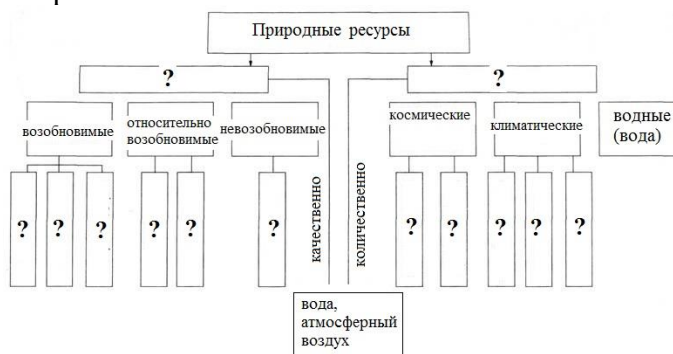 Природные ресурсы
?
?
возобновимые
относительно
возобновимые
невозобновимые
космические
климатические
водные
(вода)
?
?
?
?
?
?
качественно
количественно
?
?
?
?
?
вода,
атмосферный
воздух